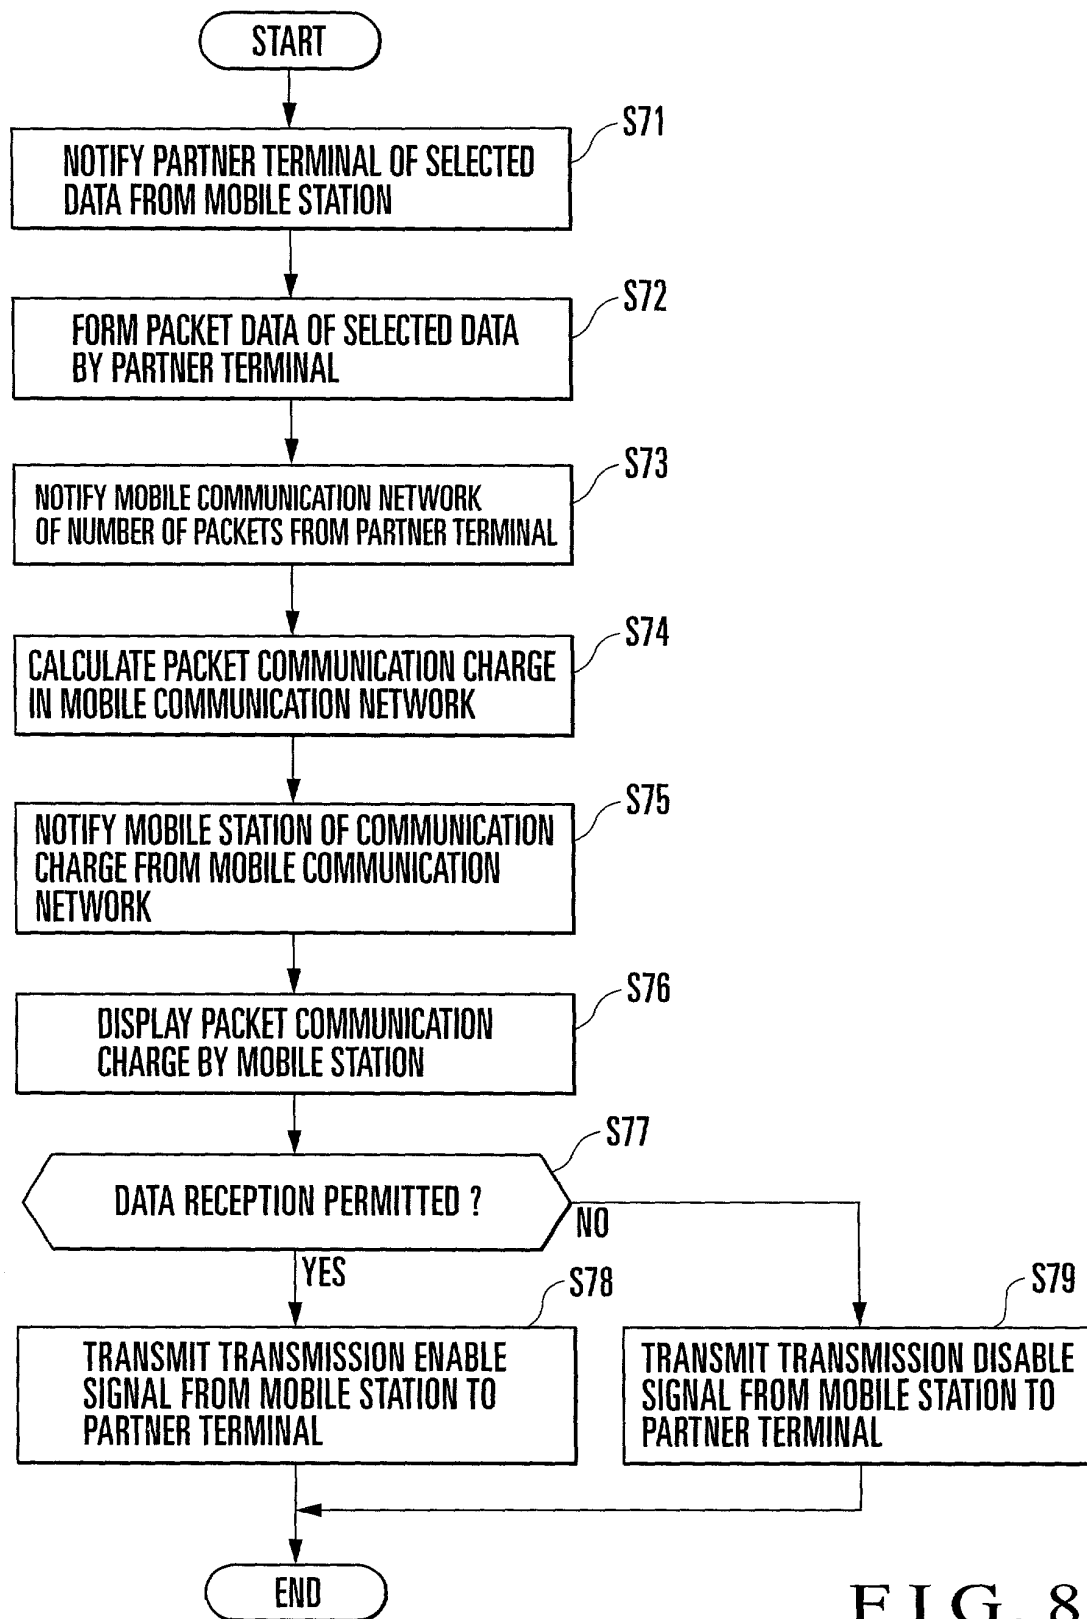 START
S71
NOTIFY PARTNER TERMINAL OF SELECTED
DATA FROM MOBILE STATION
S72
FORM PACKET DATA OF SELECTED DATA
BY PARTNER TERMINAL
S73
NOTIFY MOBILE COMMUNICATION NETWORK
OF NUMBER OF PACKETS FROM PARTNER TERMINAL
S74
CALCULATE PACKET COMMUNICATION CHARGE
IN MOBILE COMMUNICATION NETWORK
S75
NOTIFY MOBILE STATION OF COMMUNICATION
CHARGE FROM MOBILE COMMUNICATION
NETWORK
S76
DISPLAY PACKET COMMUNICATION
CHARGE BY MOBILE STATION
S77
DATA RECEPTION PERMITTED ?
NO
YES
S78
TRANSMIT TRANSMISSION ENABLE
SIGNAL FROM MOBILE STATION TO
PARTNER TERMINAL
S79
TRANSMIT TRANSMISSION DISABLE
SIGNAL FROM MOBILE STATION TO
PARTNER TERMINAL
END
FIG. 8